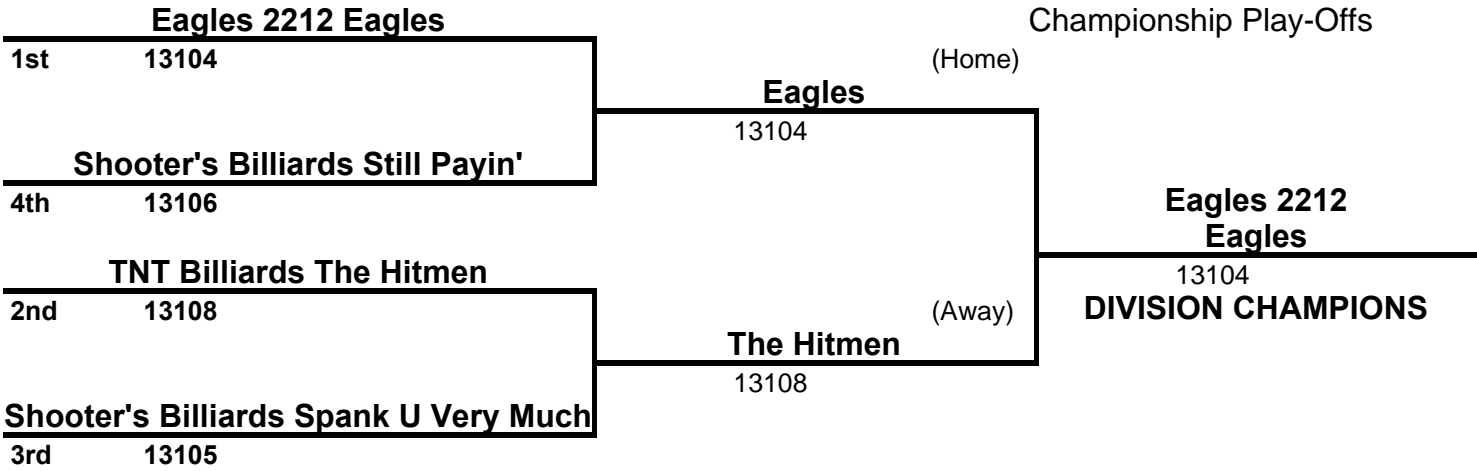 Eagles 2212 Eagles
Championship Play-Offs
1st 13104
(Home)
Eagles
13104
Shooter's Billiards Still Payin'
4th 13106
Eagles 2212
Eagles
TNT Billiards The Hitmen
13104
2nd 13108
(Away)
DIVISION CHAMPIONS
The Hitmen
13108
Shooter's Billiards Spank U Very Much
3rd 13105